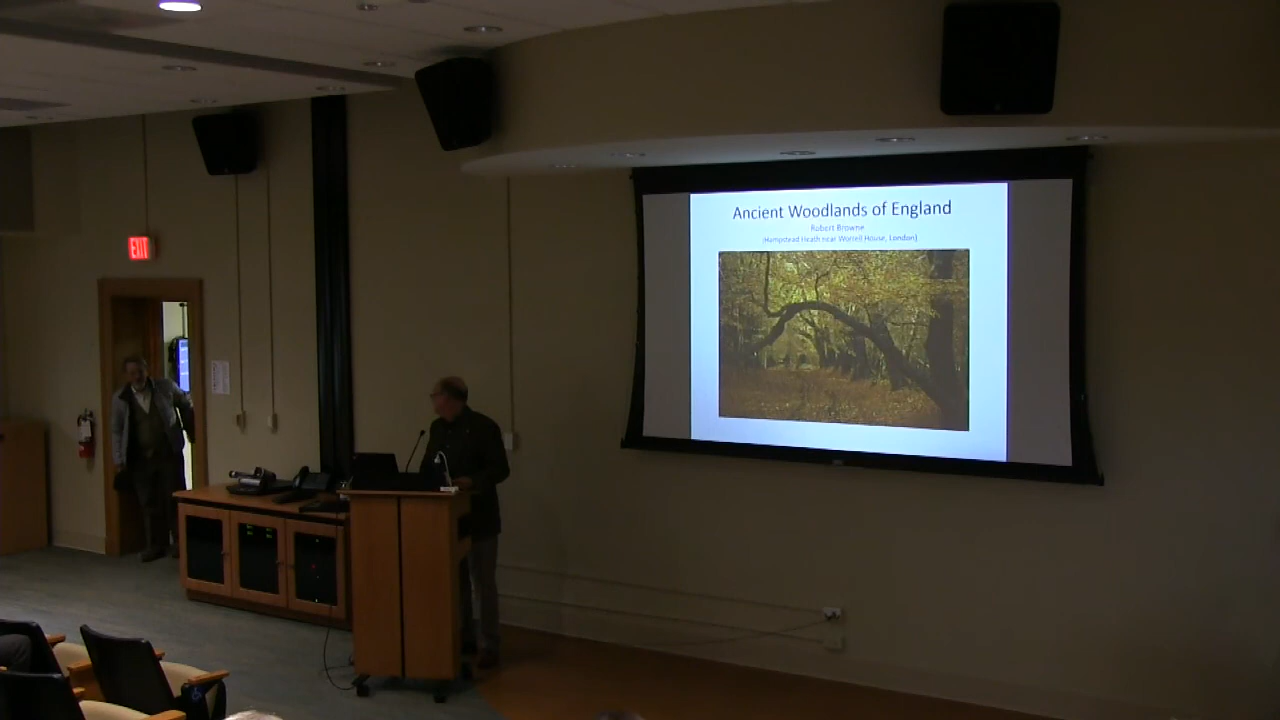 EXIT
Ancient Woodlands of England
Robert Browne
(Hampstead Heath near Worrell House, London)